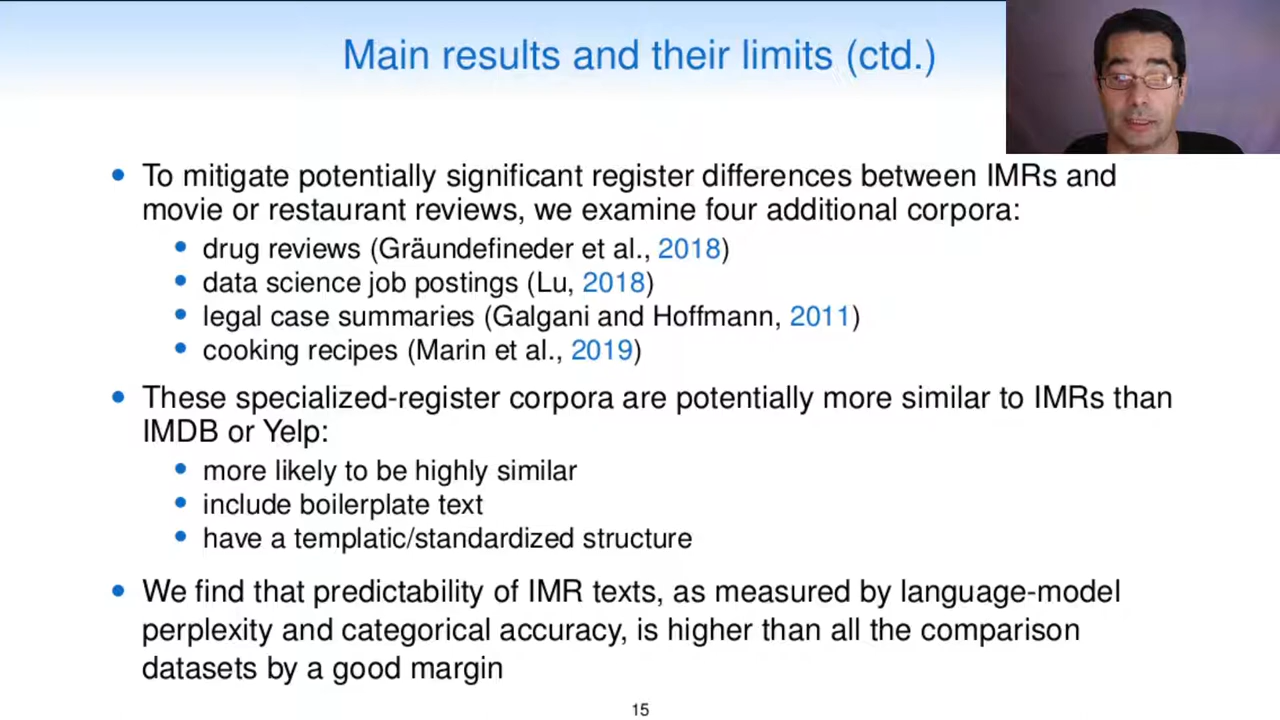 Main results and their limits (ctd.)
• To mitigate potentially significant register differences between IMRs and
movie or restaurant reviews, we examine four additional corpora:
• drug reviews (Gräundefineder et al., 2018)
• data science job postings (Lu, 2018)
• legal case summaries (Galgani and Hoffmann, 2011)
• cooking recipes (Marin et al., 2019)
• These specialized-register corpora are potentially more similar to IMRs than
IMDB or Yelp:
• more likely to be highly similar
• include boilerplate text
• have a templatic/standardized structure
• We find that predictability of IMR texts, as measured by language-model
perplexity and categorical accuracy, is higher than all the comparison
datasets by a good margin
15